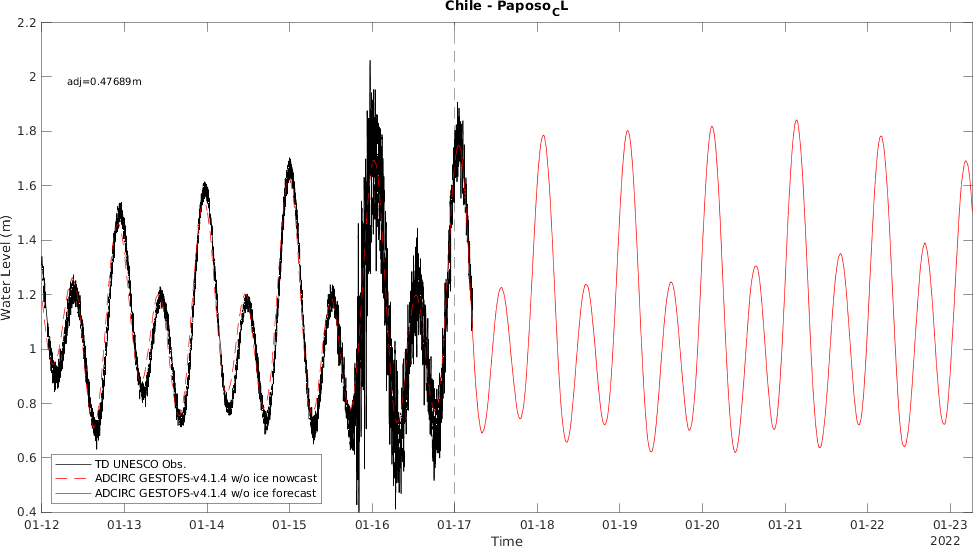 Chile - Paposo_CL
2.2
2
1.8
1.6
1.4
1.2
1
0.8
0.6
0.4
Water Level (m)
adj=0.47689m
TD UNESCO Obs.
ADCIRC GESTOFS-v4.1.4 w/o ice nowcast
ADCIRC GESTOFS-v4.1.4 w/o ice forecast
01-12 01-13 01-14 01-15 01-16 01-17 01-18 01-19 01-20 01-21 01-22 01-23
Time
2022